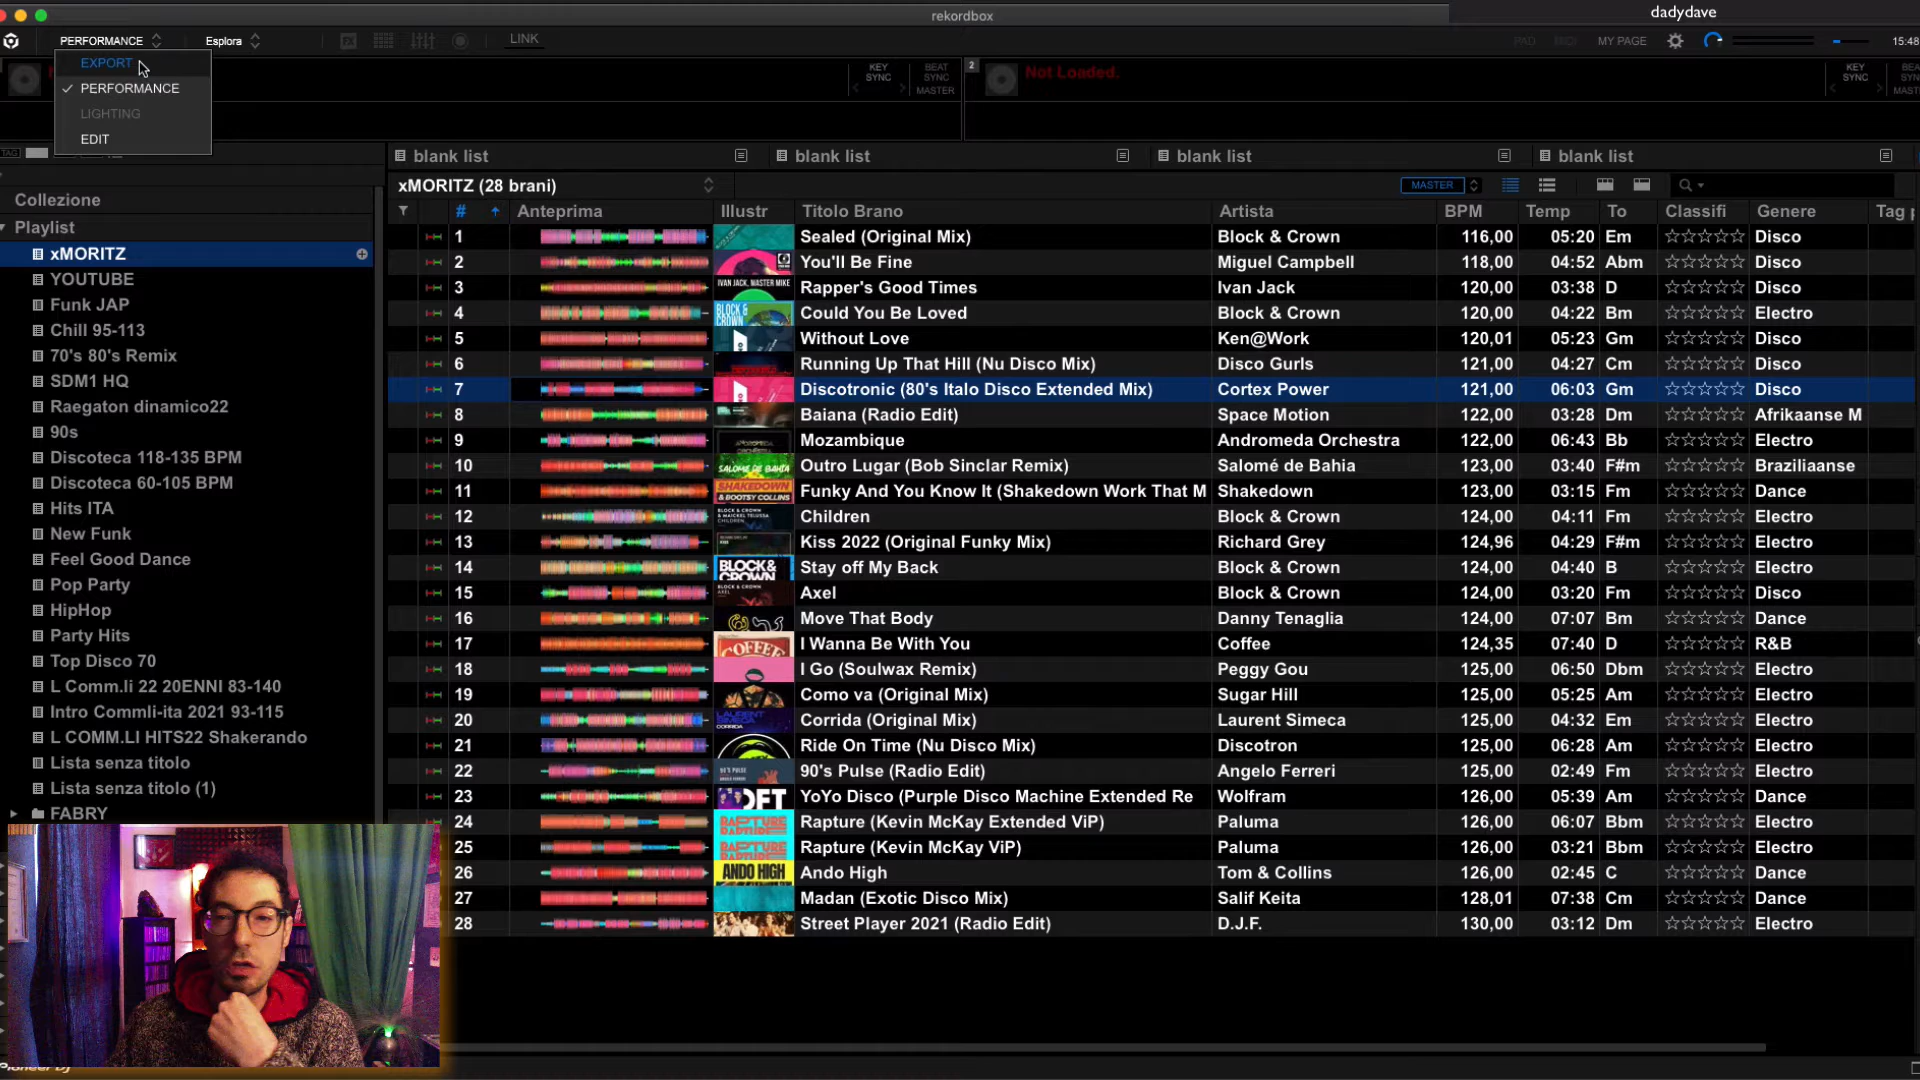 rekordbox
dadydave
PERFORMANCE
Esplora
LINK
MY PAGE
15:48
EXPORT
PERFORMANCE
LIGHTING
EDIT
KEY SYNC
BEAT SYNC
MASTER
2
Not Loaded.
KEY SYNC
blank list
blank list
blank list
blank list
xMORITZ (28 brani)
MASTER
Collezione
Playlist
xMORITZ
YOUTUBE
Funk JAP
Chill 95-113
70's 80's Remix
SDM1 HQ
Raegaton dinamico22
90s
Discoteca 118-135 BPM
Discoteca 60-105 BPM
Hits ITA
New Funk
Feel Good Dance
Pop Party
HipHop
Party Hits
Top Disco 70
L Comm.li 22 20ENNI 83-140
Intro Commli-ita 2021 93-115
L COMM.LI HITS22 Shakerando
Lista senza titolo
Lista senza titolo (1)
FABRY
# Anteprima Illustr Titolo Brano Artista BPM Temp To Classifi Genere Tag
1 Sealed (Original Mix) Block & Crown 116,00 05:20 Em Disco
2 You'll Be Fine Miguel Campbell 118,00 04:52 Abm Disco
3 Rapper's Good Times Ivan Jack 120,00 03:38 D Disco
4 Could You Be Loved Block & Crown 120,00 04:22 Bm Electro
5 Without Love Ken@Work 120,01 05:23 Gm Disco
6 Running Up That Hill (Nu Disco Mix) Disco Gurls 121,00 04:27 Cm Disco
7 Discotronic (80's Italo Disco Extended Mix) Cortex Power 121,00 06:03 Gm Disco
8 Baiana (Radio Edit) Space Motion 122,00 03:28 Dm Afrikaanse M
9 Mozambique Andromeda Orchestra 122,00 06:43 Bb Electro
10 Outro Lugar (Bob Sinclar Remix) Salomé de Bahia 123,00 03:40 F#m Braziliaanse
11 Funky And You Know It (Shakedown Work That M Shakedown 123,00 03:15 Fm Dance
12 Children Block & Crown 124,00 04:11 Fm Electro
13 Kiss 2022 (Original Funky Mix) Richard Grey 124,96 04:29 F#m Electro
14 Stay off My Back Block & Crown 124,00 04:40 B Electro
15 Axel Block & Crown 124,00 03:20 Fm Disco
16 Move That Body Danny Tenaglia 124,00 07:07 Bm Dance
17 I Wanna Be With You Coffee 124,35 07:40 D R&B
18 I Go (Soulwax Remix) Peggy Gou 125,00 06:50 Dbm Electro
19 Como va (Original Mix) Sugar Hill 125,00 05:25 Am Electro
20 Corrida (Original Mix) Laurent Simeca 125,00 04:32 Em Electro
21 Ride On Time (Nu Disco Mix) Discotron 125,00 06:28 Am Electro
22 90's Pulse (Radio Edit) Angelo Ferreri 125,00 02:49 Fm Electro
23 YoYo Disco (Purple Disco Machine Extended Re Wolfram 126,00 05:39 Am Dance
24 Rapture (Kevin McKay Extended ViP) Paluma 126,00 06:07 Bbm Electro
25 Rapture (Kevin McKay ViP) Paluma 126,00 03:21 Bbm Electro
26 Ando High Tom & Collins 126,00 02:45 C Dance
27 Madan (Exotic Disco Mix) Salif Keita 128,01 07:38 Cm Dance
28 Street Player 2021 (Radio Edit) D.J.F. 130,00 03:12 Dm Electro